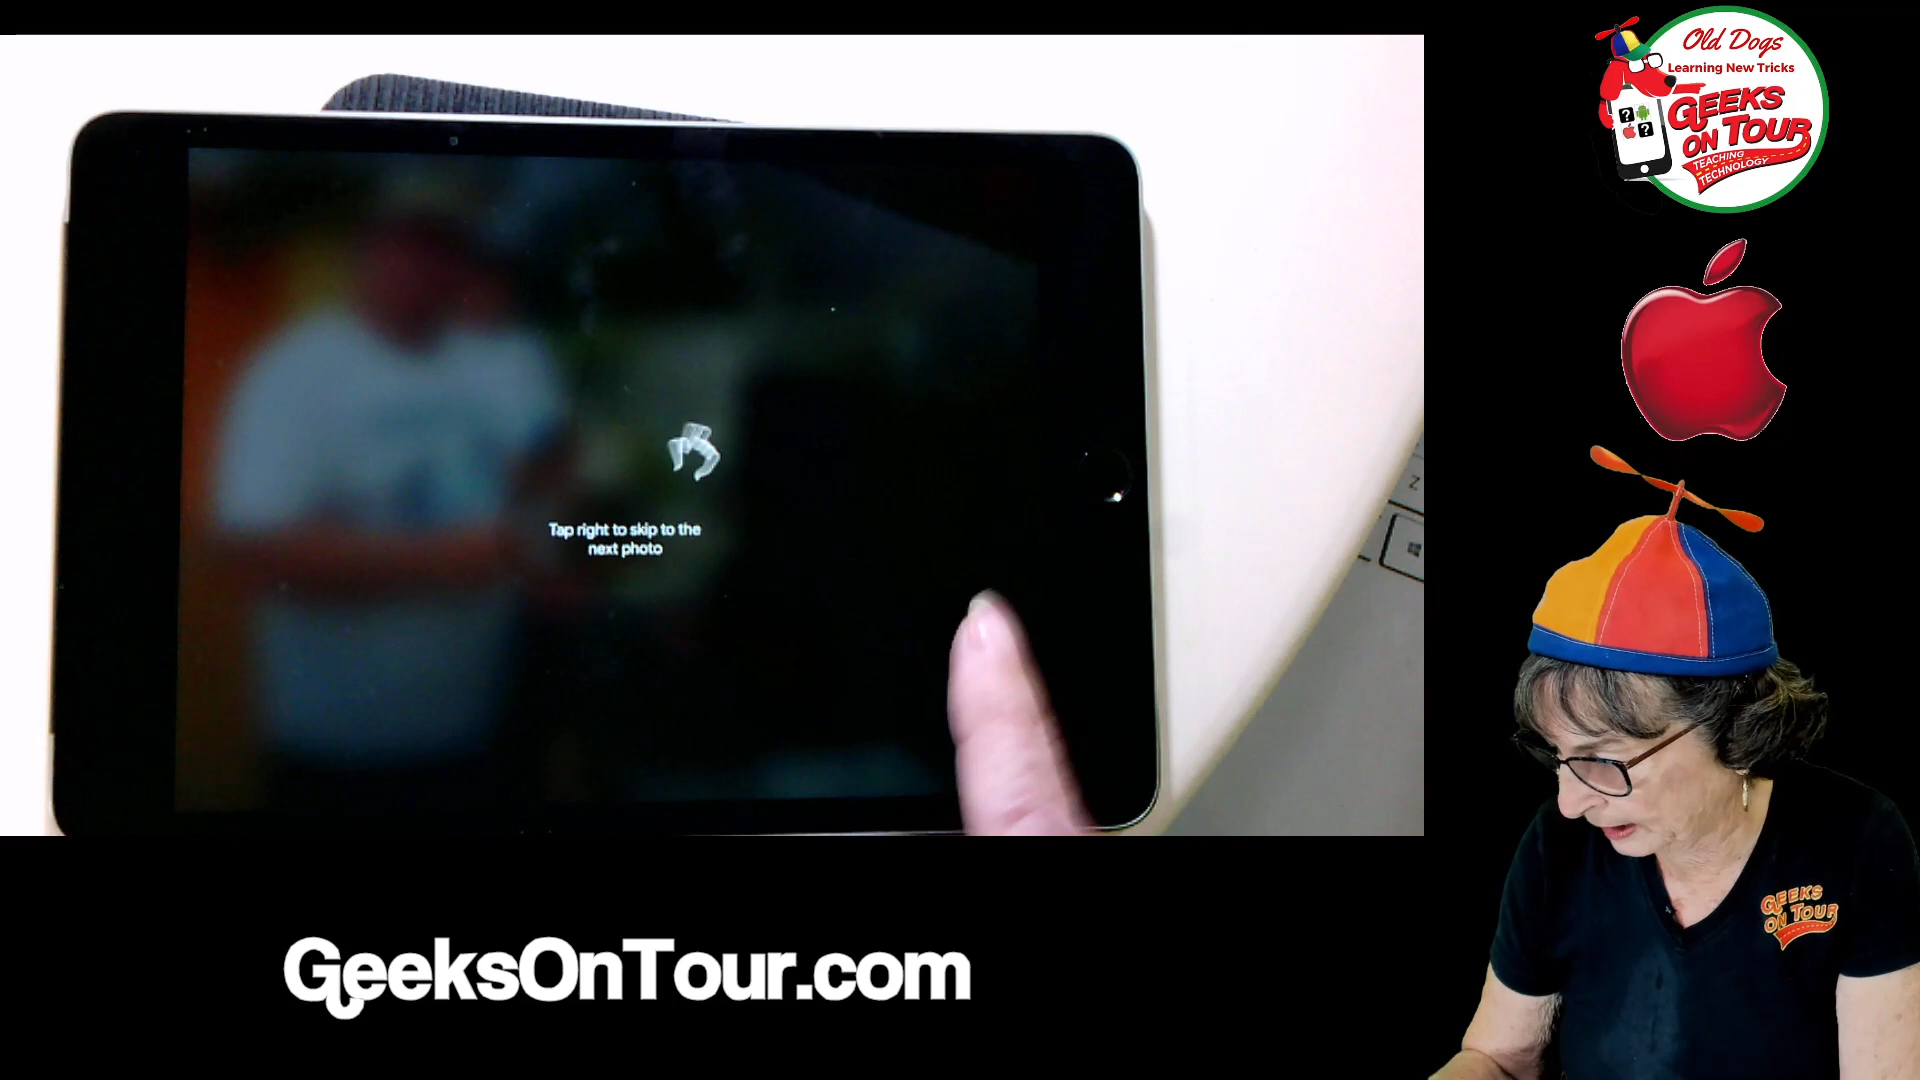 Old Dogs
Learning New Tricks
GEEKS
ON TOUR
TEACHING
TECHNOLOGY
? 
?
Tap right to skip to the
next photo
Z
GEEKS
ON TOUR
GeeksOnTour.com